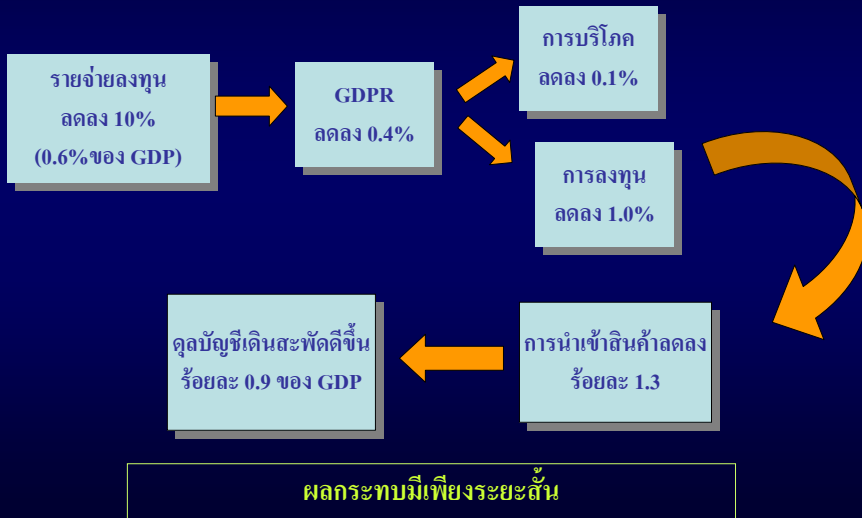 รายจ่ายลงทุน
ลดลง 10%
(0.6%ของ GDP)
GDPR
ลดลง 0.4%
การบริโภค
ลดลง 0.1%
การลงทุน
ลดลง 1.0%
การนำเข้าสินค้าลดลง
ร้อยละ 1.3
ดุลบัญชีเดินสะพัดดีขึ้น
ร้อยละ 0.9 ของ GDP
ผลกระทบมีเพียงระยะสั้น